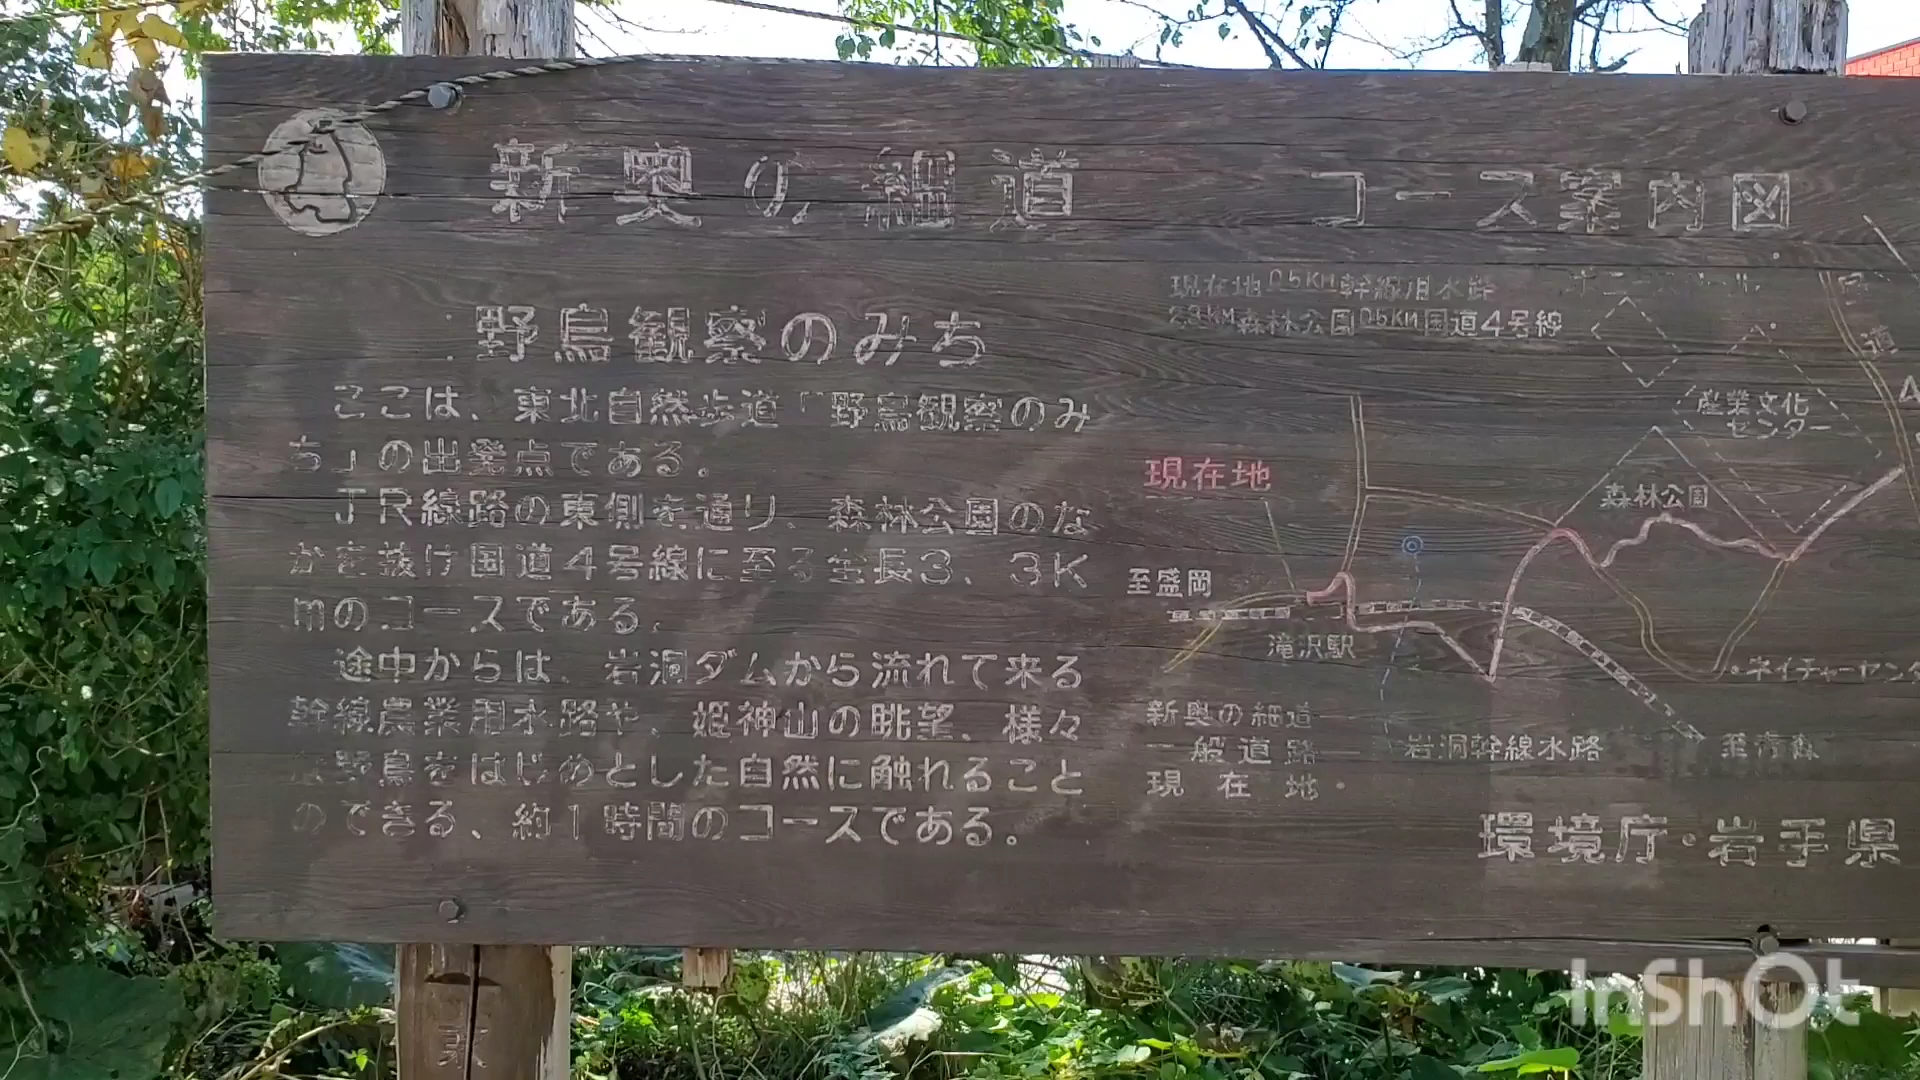 新奥の細道 コース案内図
野鳥観察のみち
ここは、東北自然歩道「野鳥観察のみ
ち」の出発点である。
JR線路の東側を通り、森林公園のな
かを抜け国道4号線に至る全長3、3K
mのコースである。
途中からは、岩洞ダムから流れて来る
幹線農業用水路や、姫神山の眺望、様々
な野鳥をはじめとした自然に触れること
のできる、約1時間のコースである。
現在地 0.5KM 幹線用水路
森林公園 0.5KM 国道4号線
道
産業文化
センター
現在地
森林公園
至盛岡
滝沢駅
ネイチャーセンタ
新奥の細道
一般道路
岩洞幹線水路
至青森
現在地
環境庁・岩手県
東
InShOt